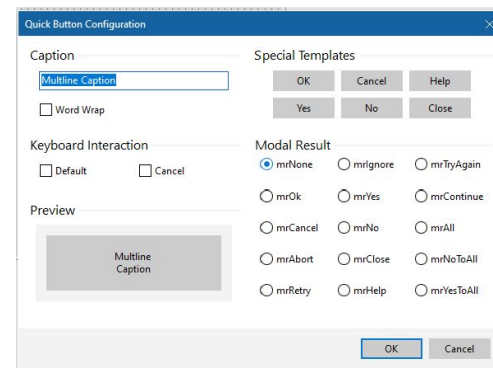 Quick Button Configuration
Caption
Multline Caption
Word Wrap
Keyboard Interaction
Default Cancel
Preview
Multline
Caption
Special Templates
OK Cancel Help
Yes No Close
Modal Result
mrNone mrIgnore mrTryAgain
mrOk mrYes mrContinue
mrCancel mrNo mrAll
mrAbort mrClose mrNoToAll
mrRetry mrHelp mrYesToAll
OK Cancel